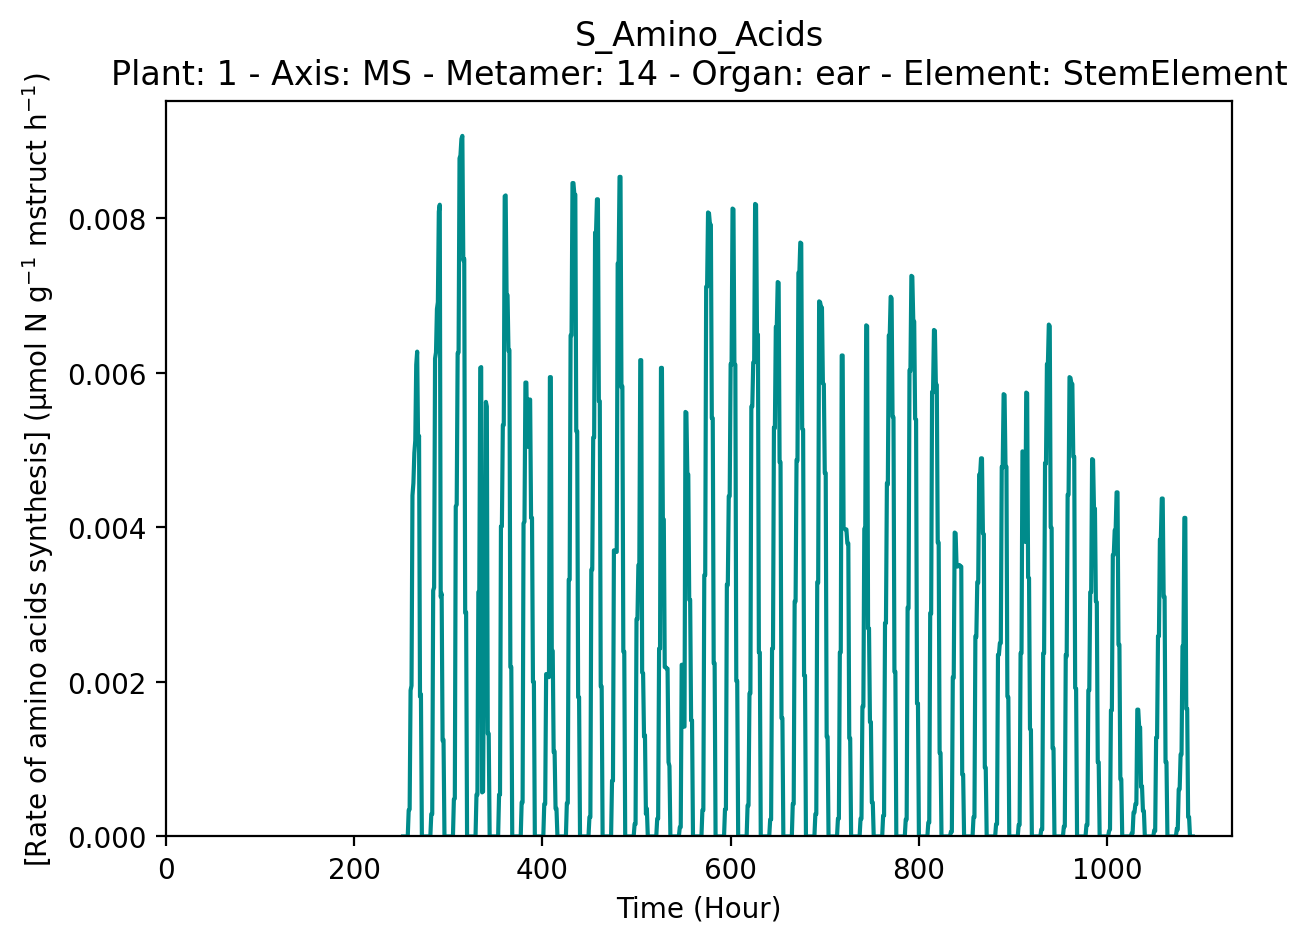 S_Amino_Acids
Plant: 1 - Axis: MS - Metamer: 14 - Organ: ear - Element: StemElement
[Rate of amino acids synthesis] (µmol N g⁻¹ mstruct h⁻¹)
0.008
0.006
0.004
0.002
0.000
0 200 400 600 800 1000
Time (Hour)